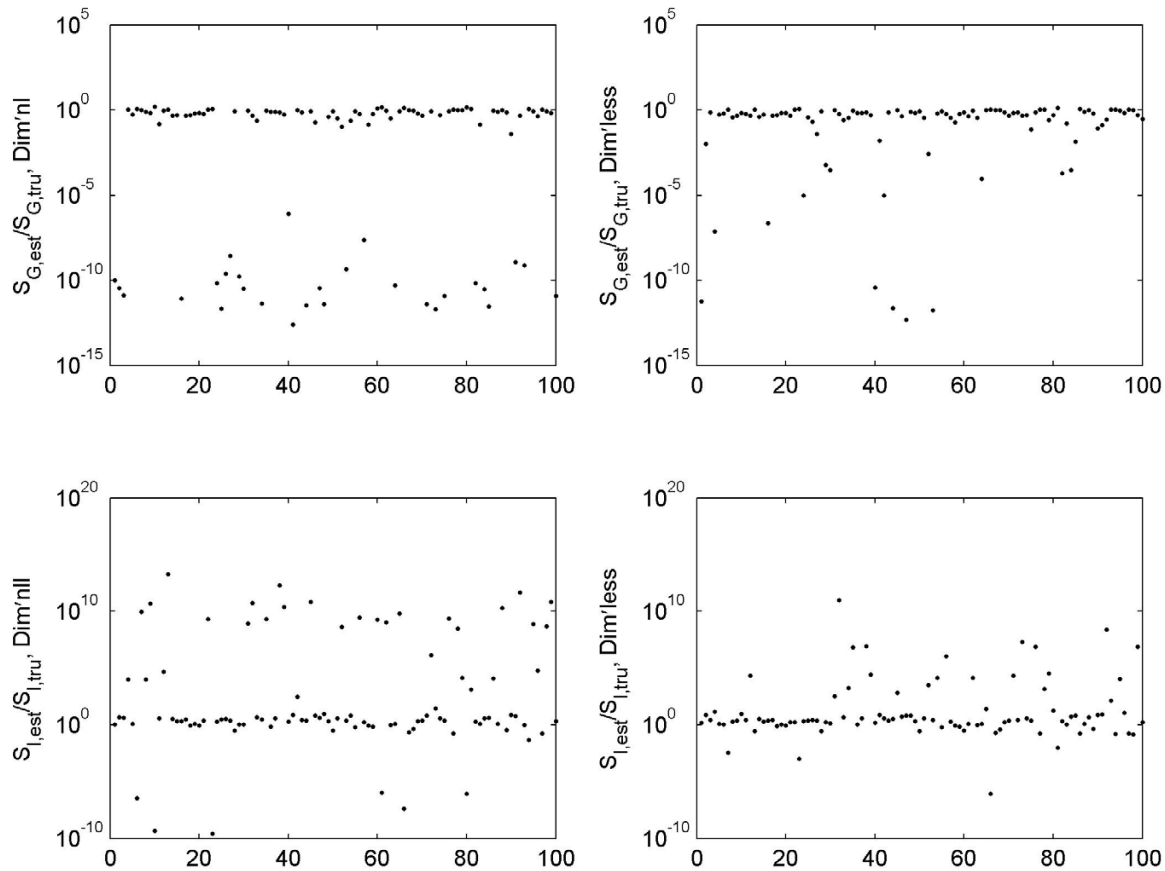 10^5
10^0
10^-5
10^-10
10^-15
S_G,est/S_G,tru, Dim'nl
0 20 40 60 80 100
10^5
10^0
10^-5
10^-10
10^-15
S_G,est/S_G,tru, Dim'less
0 20 40 60 80 100
10^20
10^10
10^0
10^-10
S_I,est/S_I,tru, Dim'nll
0 20 40 60 80 100
10^20
10^10
10^0
10^-10
S_I,est/S_I,tru, Dim'less
0 20 40 60 80 100